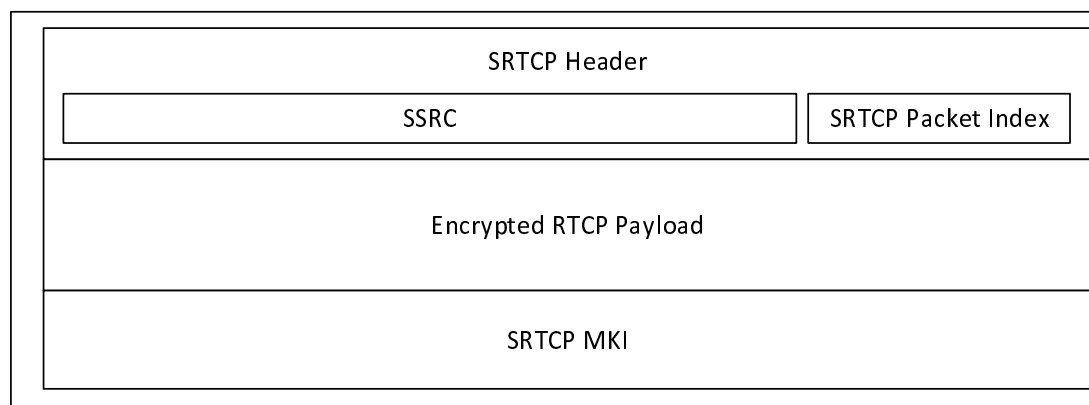 SRTCP Header
SSRC
SRTCP Packet Index
Encrypted RTCP Payload
SRTCP MKI